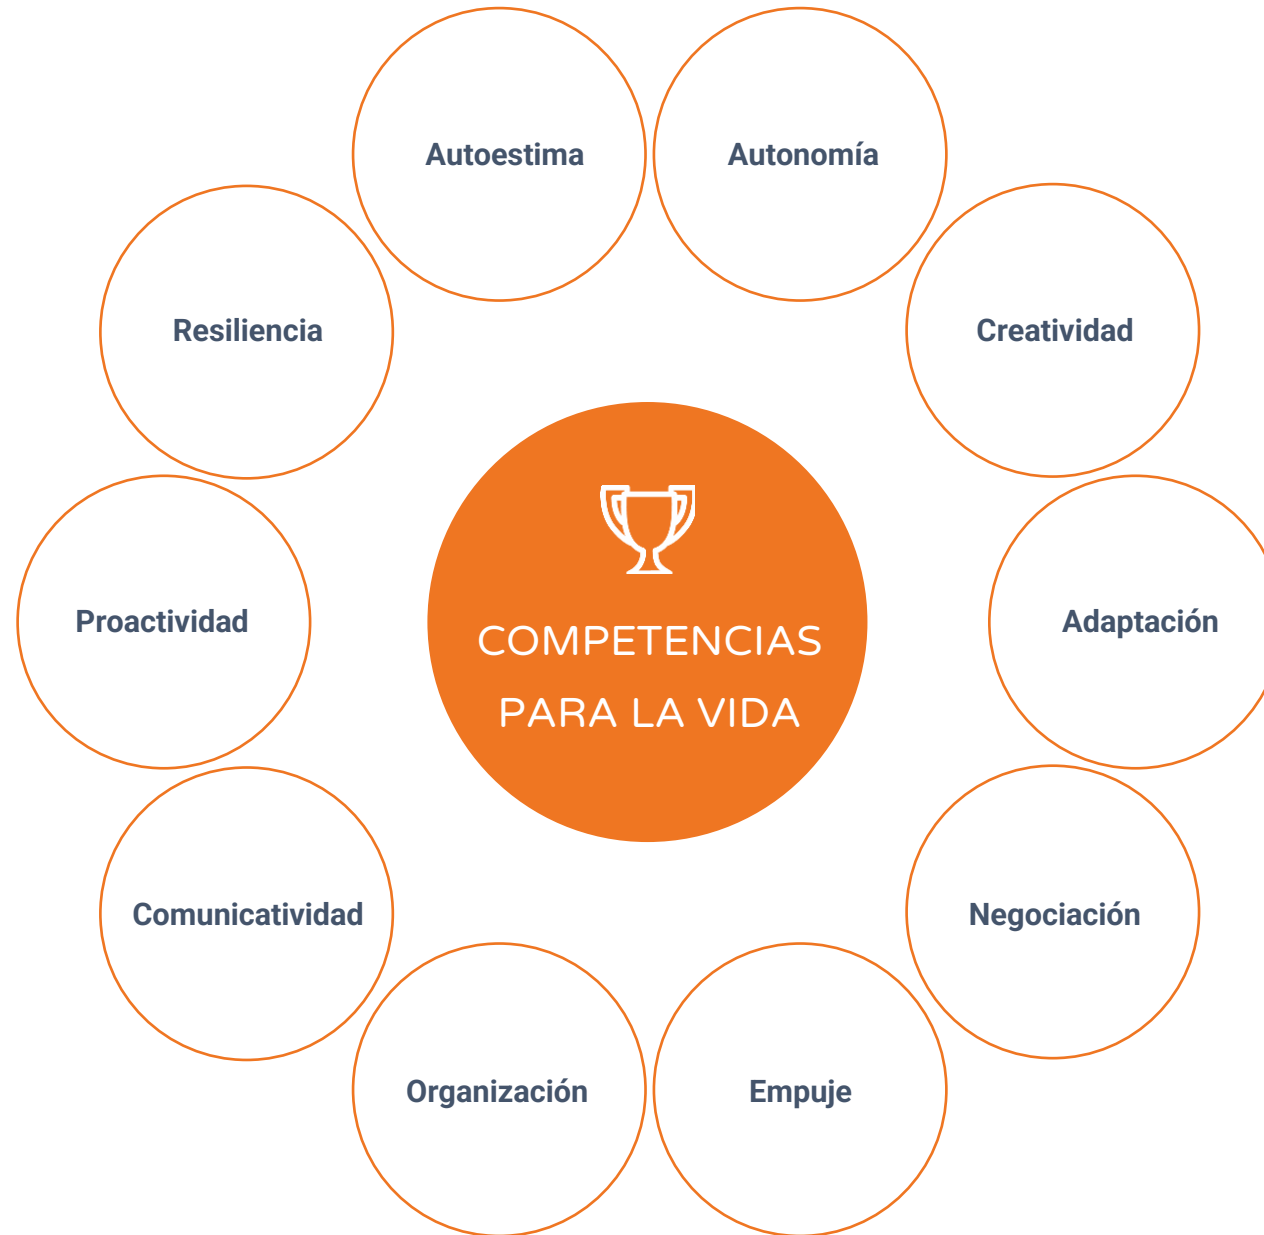 Autoestima
Autonomía
Resiliencia
Creatividad
Proactividad
COMPETENCIAS
PARA LA VIDA
Adaptación
Comunicatividad
Negociación
Organización
Empuje